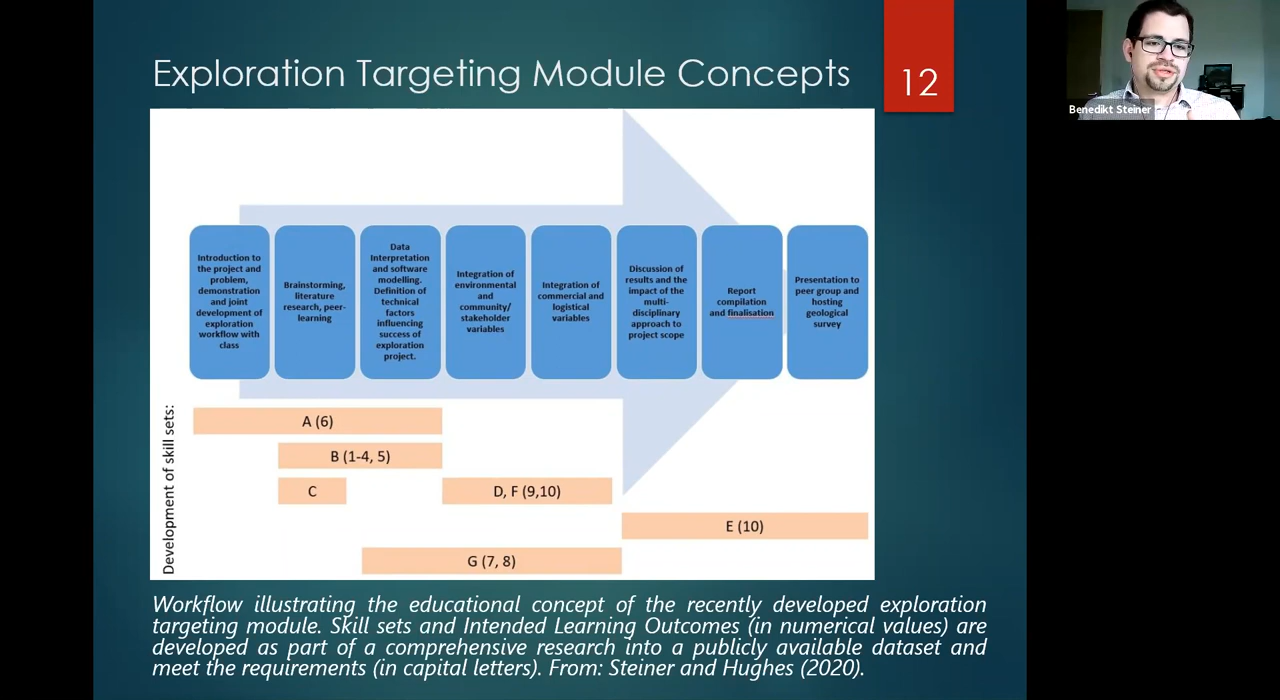 Exploration Targeting Module Concepts
12
Benedikt Steiner
Introduction to
the project and
problem,
demonstration
and joint
development of
exploration
workflow with
class
Brainstorming,
literature
research, peer-
learning
Data
Interpretation
and software
modelling.
Definition of
technical
factors
influencing
success of
exploration
project.
Integration of
environmental
and
community/
stakeholder
variables
Integration of
commercial and
logistical
variables
Discussion of
results and the
impact of the
multi-
disciplinary
approach to
project scope
Report
compilation
and finalisation
Presentation to
peer group and
hosting
geological
survey
Development of skill sets:
A (6)
B (1-4, 5)
C
D, F (9,10)
E (10)
G (7, 8)
Workflow illustrating the educational concept of the recently developed exploration
targeting module. Skill sets and Intended Learning Outcomes (in numerical values) are
developed as part of a comprehensive research into a publicly available dataset and
meet the requirements (in capital letters). From: Steiner and Hughes (2020).